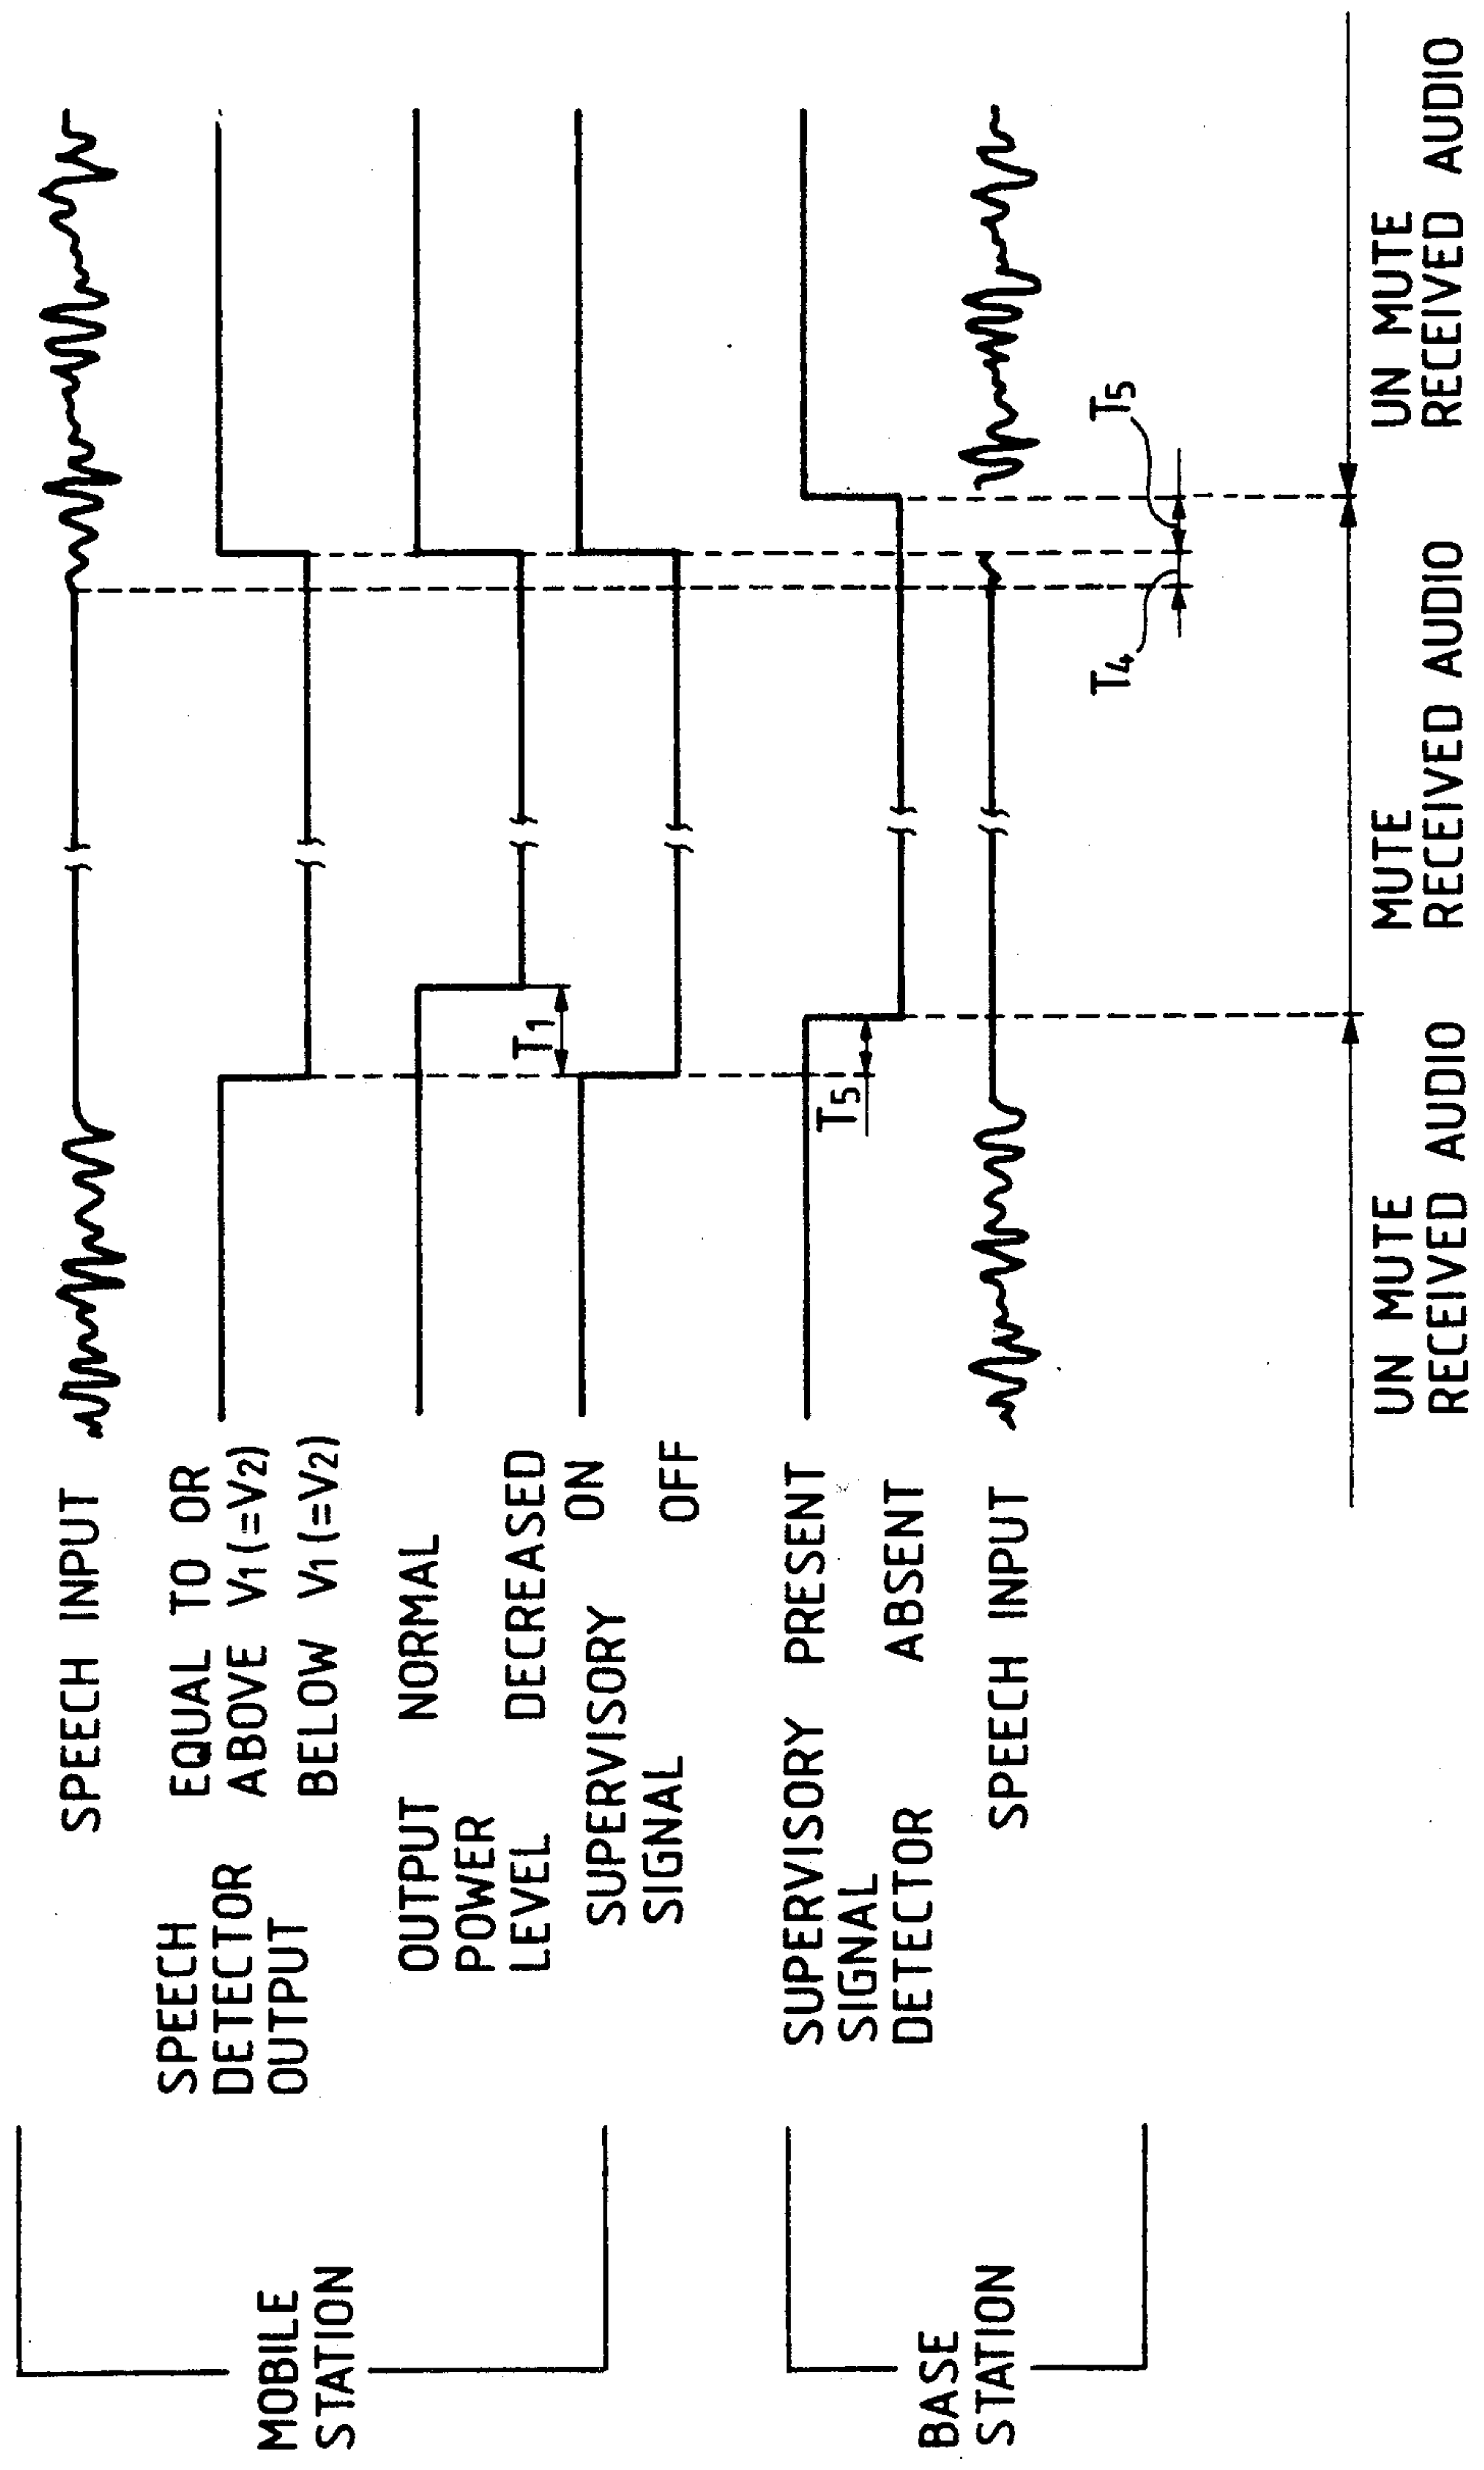 MOBILE
STATION
SPEECH INPUT
SPEECH
DETECTOR
OUTPUT
EQUAL TO OR
ABOVE V1(=V2)
BELOW V1(=V2)
OUTPUT
POWER
LEVEL
NORMAL
DECREASED
SUPERVISORY
SIGNAL
ON
OFF
T1
BASE
STATION
SUPERVISORY
SIGNAL
DETECTOR
PRESENT
ABSENT
T5
SPEECH INPUT
T4
T5
UN MUTE
RECEIVED AUDIO
MUTE
RECEIVED AUDIO
UN MUTE
RECEIVED AUDIO